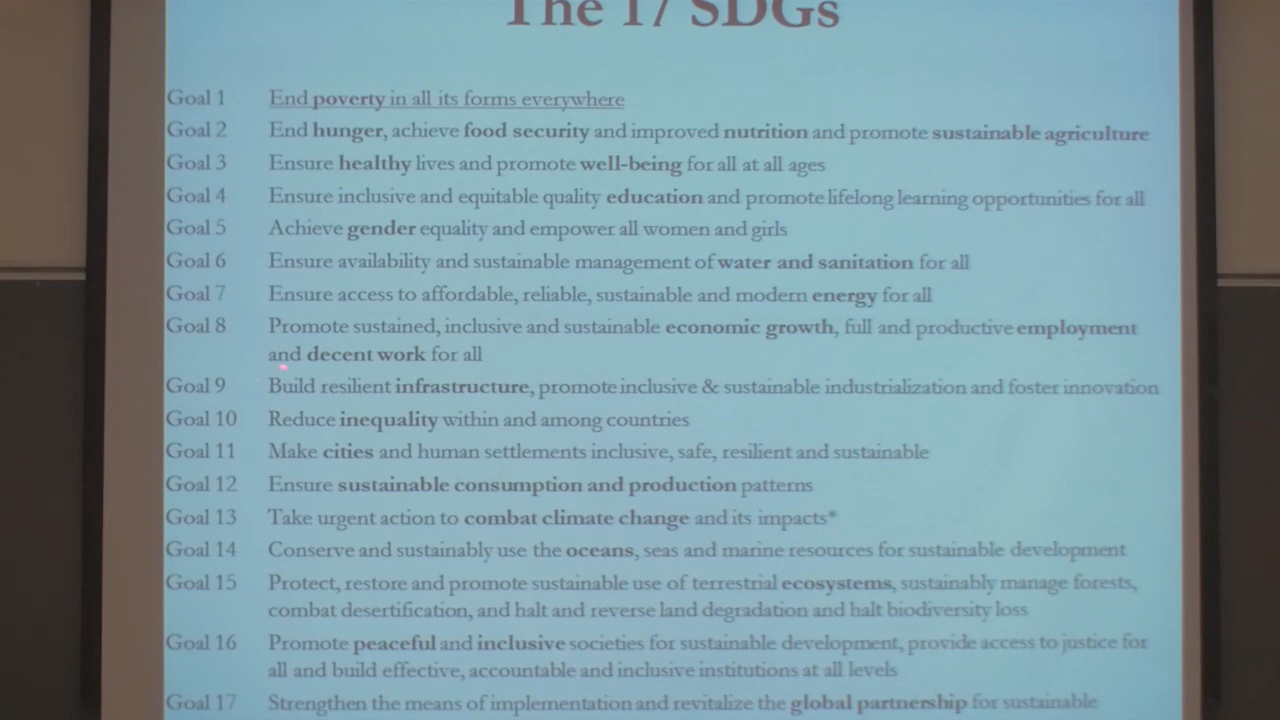 The 17 SDGs
Goal 1 End poverty in all its forms everywhere
Goal 2 End hunger, achieve food security and improved nutrition and promote sustainable agriculture
Goal 3 Ensure healthy lives and promote well-being for all at all ages
Goal 4 Ensure inclusive and equitable quality education and promote lifelong learning opportunities for all
Goal 5 Achieve gender equality and empower all women and girls
Goal 6 Ensure availability and sustainable management of water and sanitation for all
Goal 7 Ensure access to affordable, reliable, sustainable and modern energy for all
Goal 8 Promote sustained, inclusive and sustainable economic growth, full and productive employment
and decent work for all
Goal 9 Build resilient infrastructure, promote inclusive & sustainable industrialization and foster innovation
Goal 10 Reduce inequality within and among countries
Goal 11 Make cities and human settlements inclusive, safe, resilient and sustainable
Goal 12 Ensure sustainable consumption and production patterns
Goal 13 Take urgent action to combat climate change and its impacts*
Goal 14 Conserve and sustainably use the oceans, seas and marine resources for sustainable development
Goal 15 Protect, restore and promote sustainable use of terrestrial ecosystems, sustainably manage forests,
combat desertification, and halt and reverse land degradation and halt biodiversity loss
Goal 16 Promote peaceful and inclusive societies for sustainable development, provide access to justice for
all and build effective, accountable and inclusive institutions at all levels
Goal 17 Strengthen the means of implementation and revitalize the global partnership for sustainable